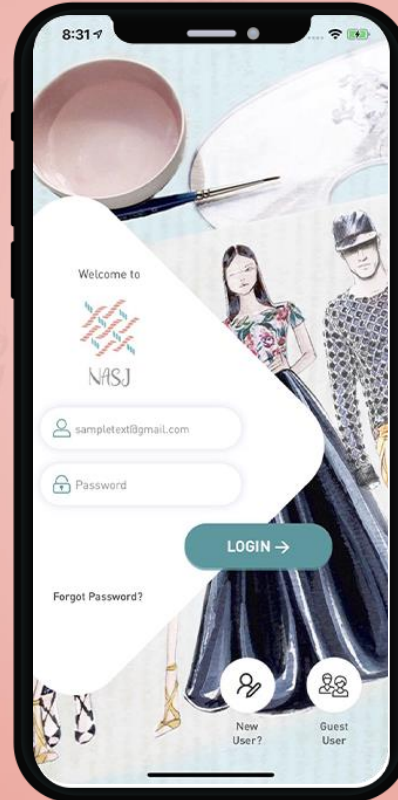 8:31
Welcome to
NASJ
sampletext@gmail.com
Password
LOGIN →
Forgot Password?
New
User?
Guest
User